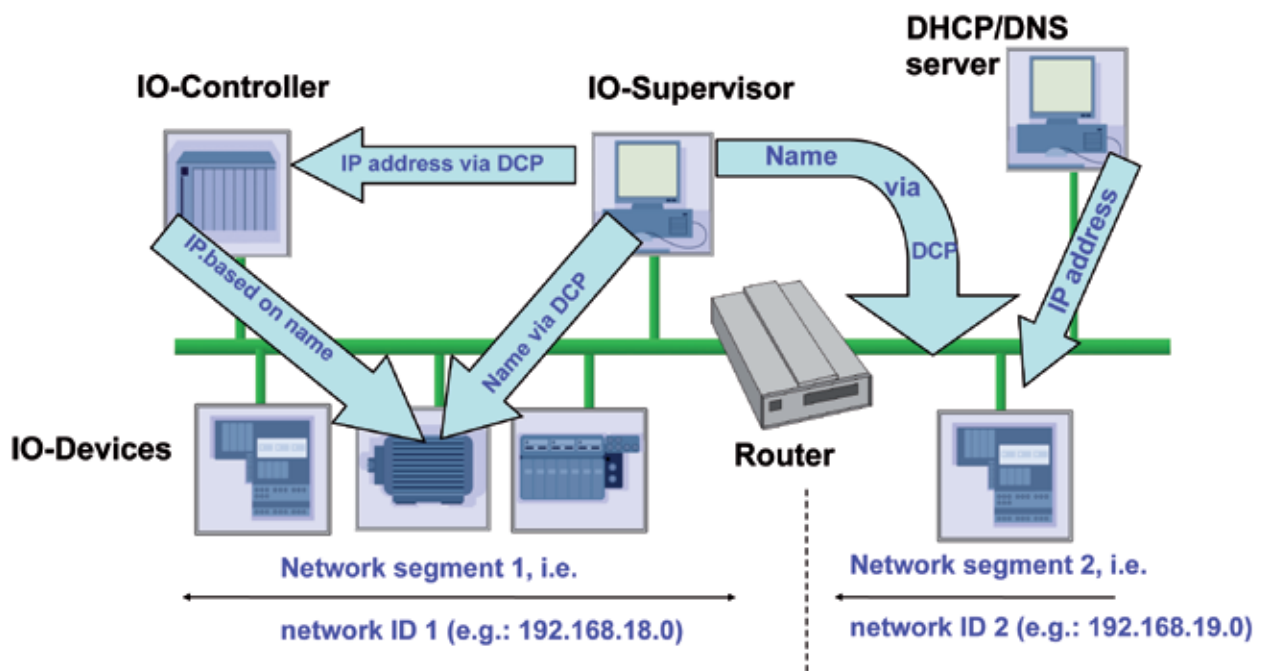 DHCP/DNS
server
IO-Controller
IO-Supervisor
IP address via DCP
Name
via
DCP
IP address
IP.based on name
Name via DCP
IO-Devices
Router
Network segment 1, i.e.
network ID 1 (e.g.: 192.168.18.0)
Network segment 2, i.e.
network ID 2 (e.g.: 192.168.19.0)